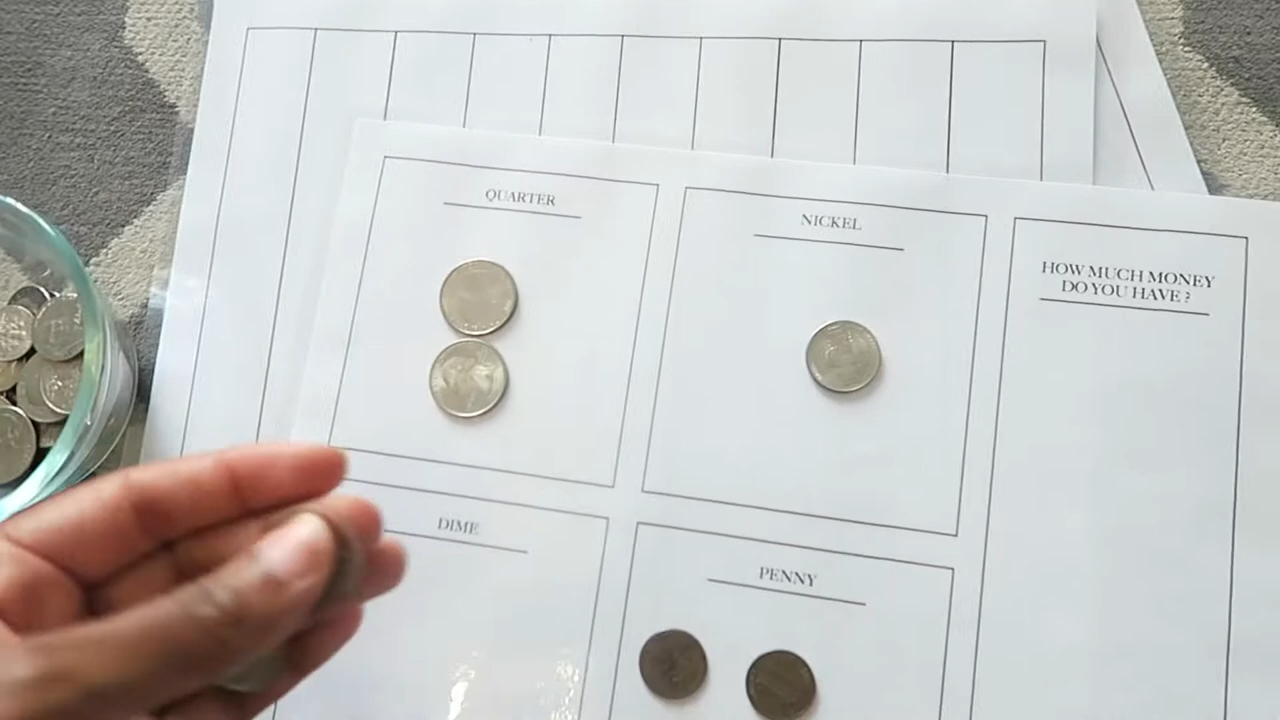 QUARTER
NICKEL
HOW MUCH MONEY
DO YOU HAVE ?
DIME
PENNY